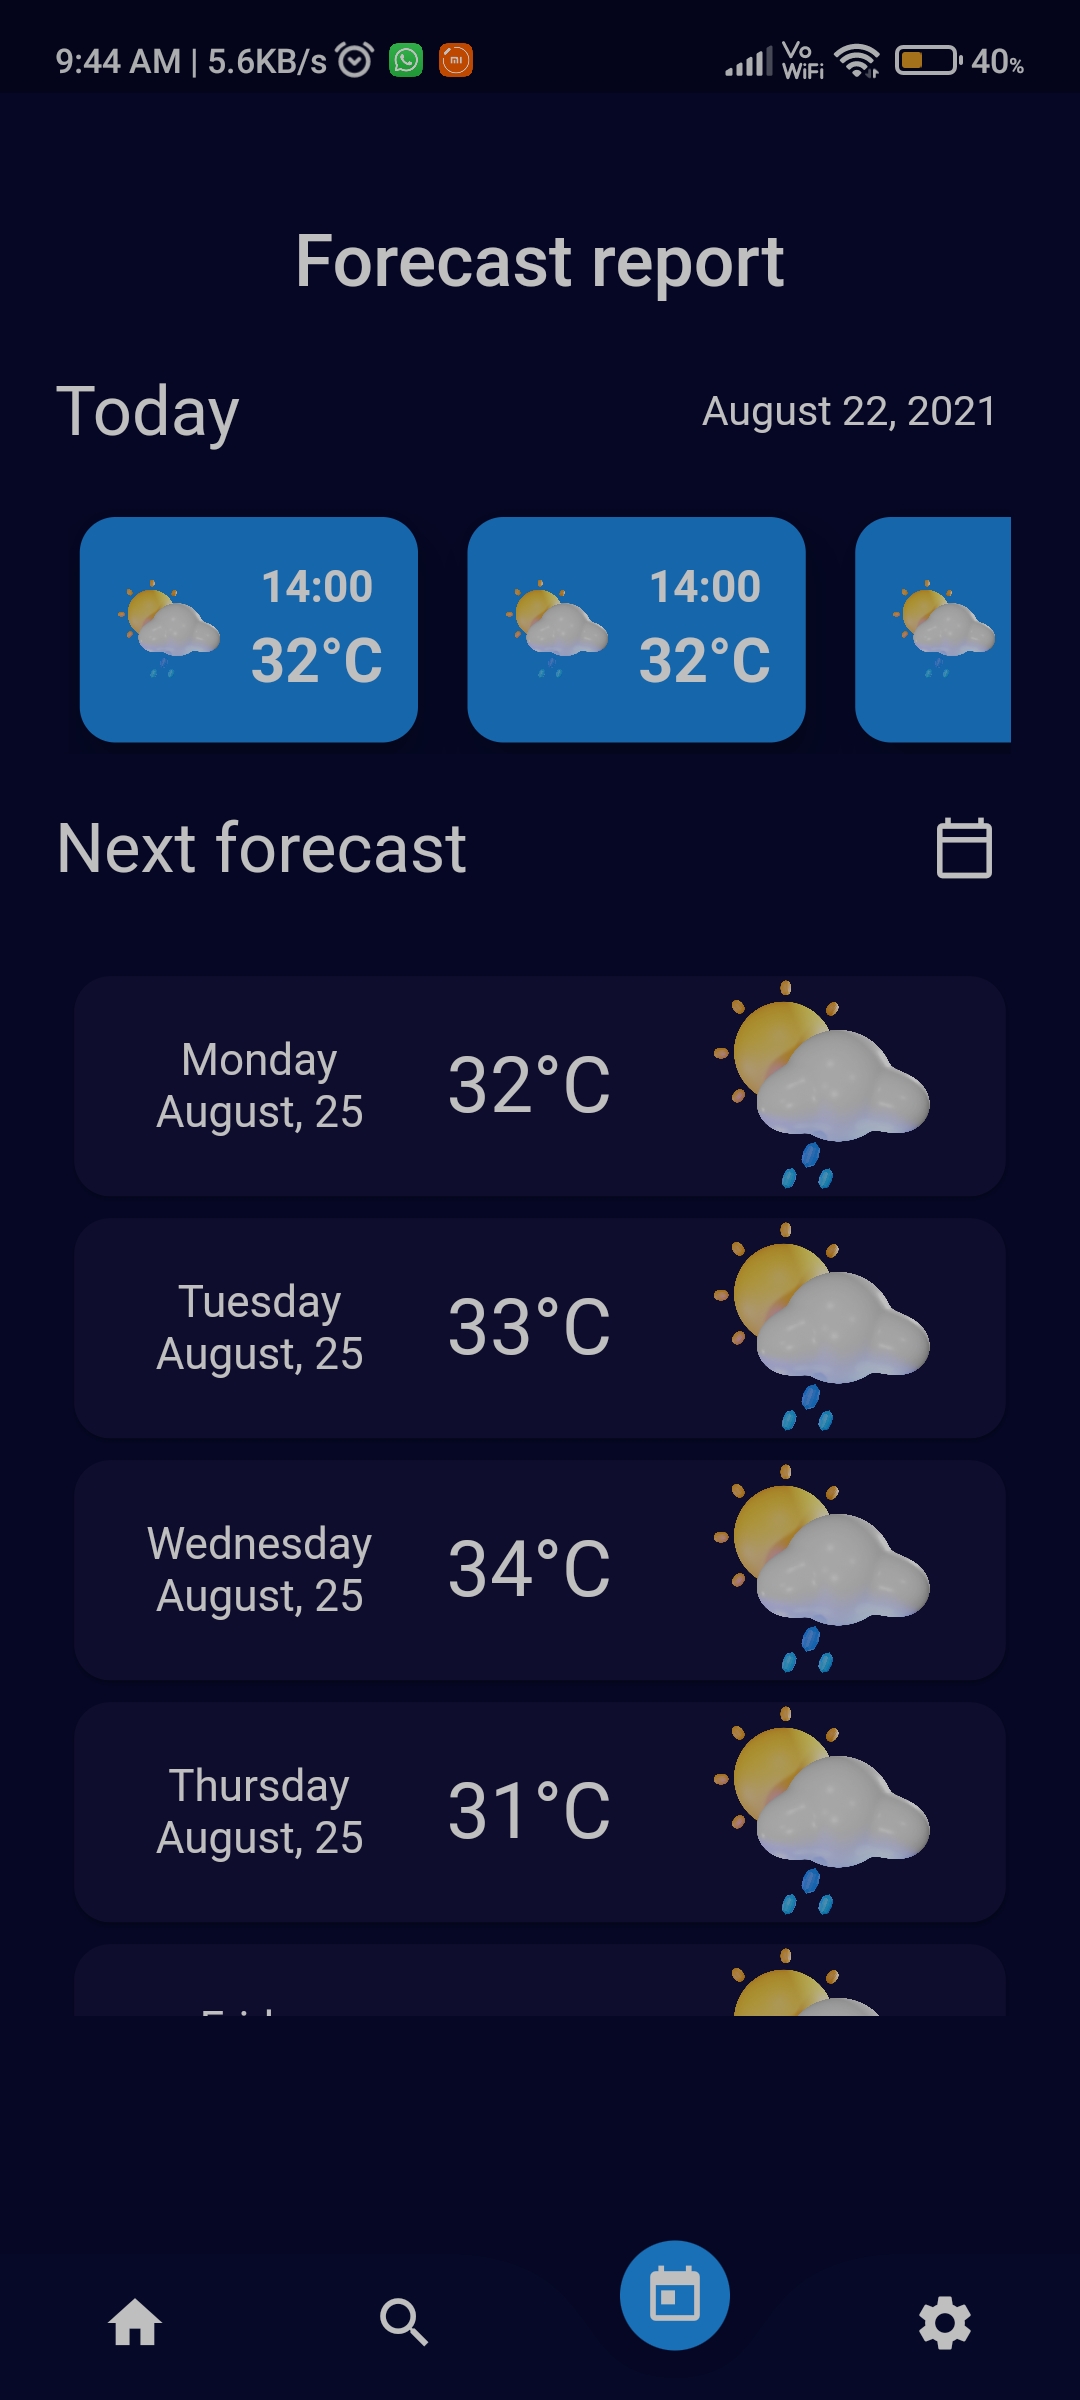 9:44 AM | 5.6KB/s Vo WiFi 40%
Forecast report
Today August 22, 2021
14:00 14:00
32°C 32°C
Next forecast
Monday
August, 25
32°C
Tuesday
August, 25
33°C
Wednesday
August, 25
34°C
Thursday
August, 25
31°C